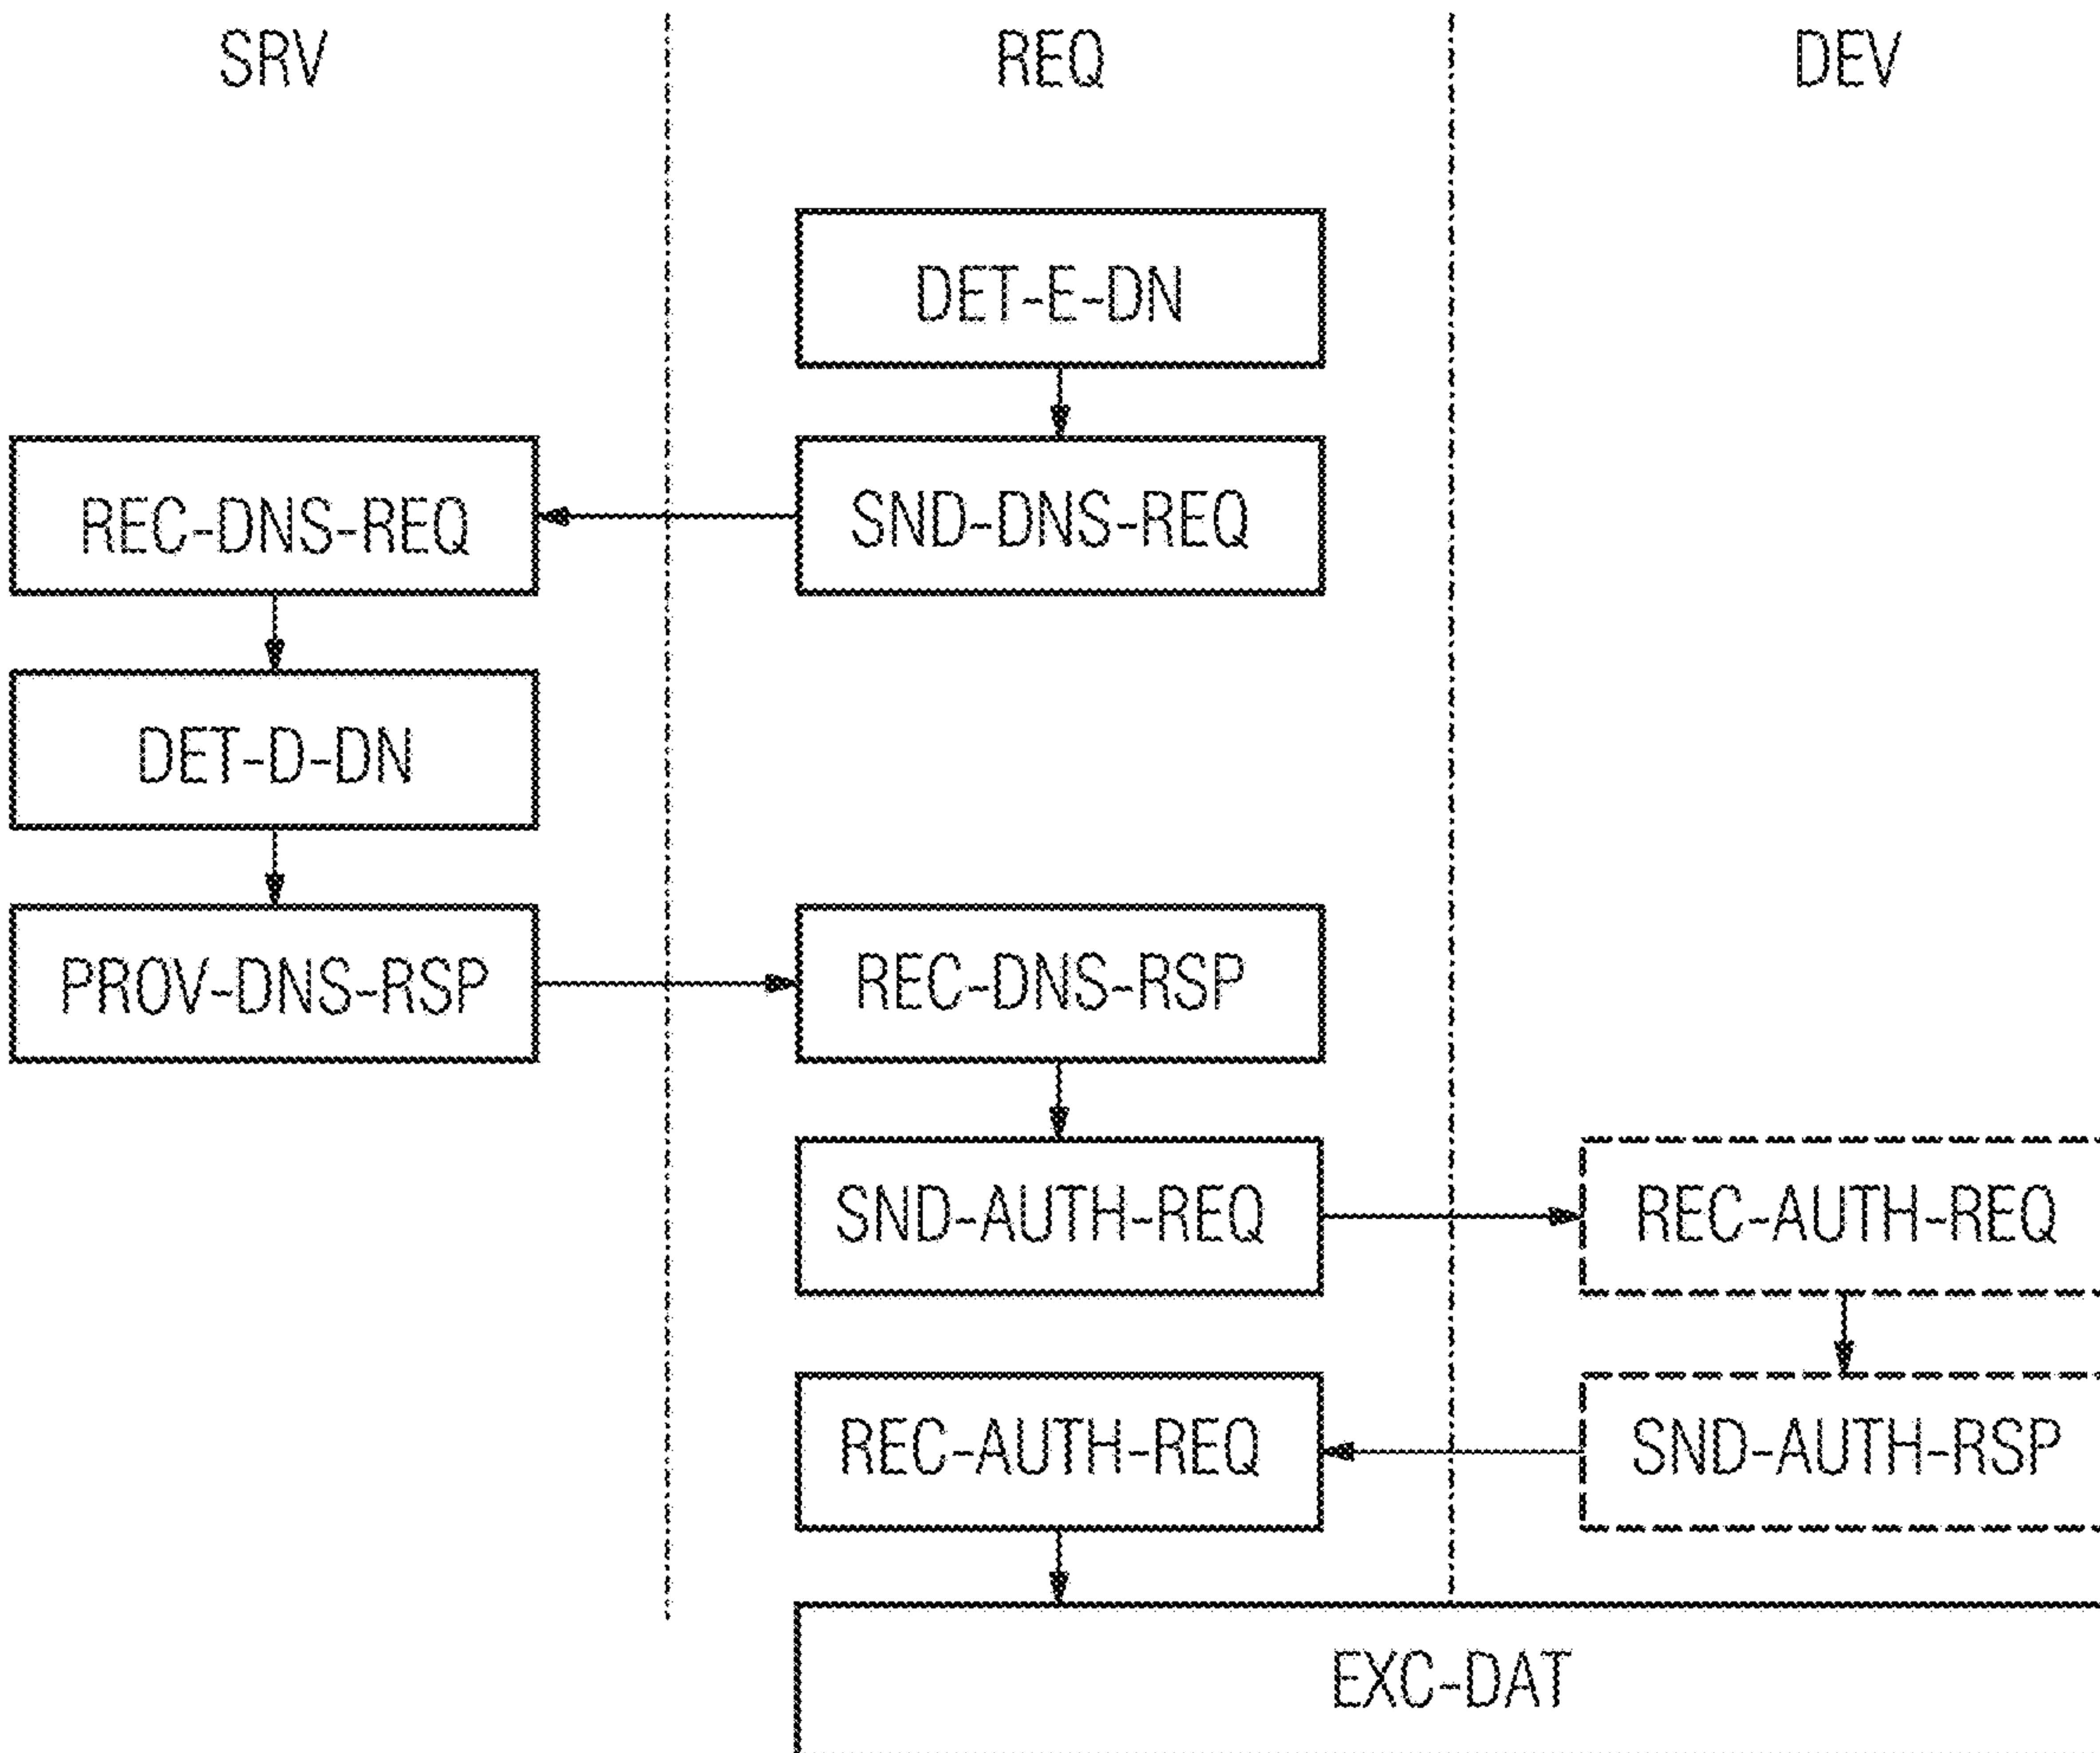 SRV REQ DEV
DET-E-DN
REC-DNS-REQ SND-DNS-REQ
DET-D-DN
PROV-DNS-RSP REC-DNS-RSP
SND-AUTH-REQ REC-AUTH-REQ
REC-AUTH-REQ SND-AUTH-RSP
EXC-DAT